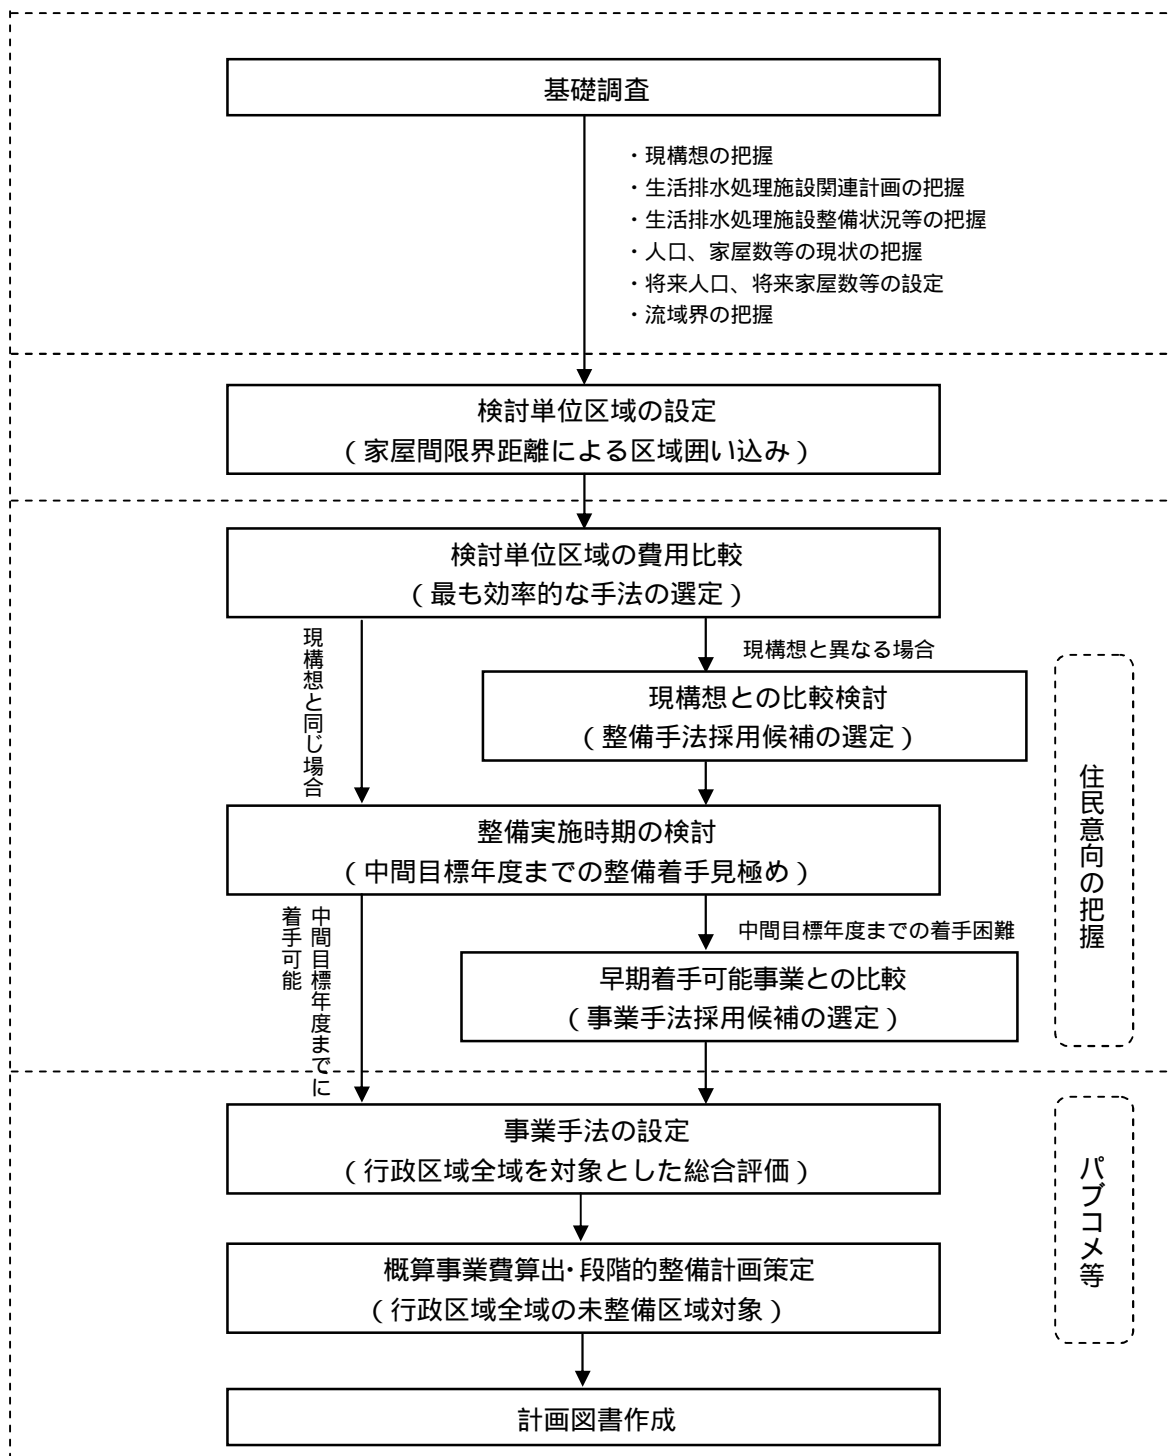 基礎調査
・現構想の把握
・生活排水処理施設関連計画の把握
・生活排水処理施設整備状況等の把握
・人口、家屋数等の現状の把握
・将来人口、将来家屋数等の設定
・流域界の把握
検討単位区域の設定
（家屋間限界距離による区域囲い込み）
検討単位区域の費用比較
（最も効率的な手法の選定）
現構想と同じ場合
現構想と異なる場合
現構想との比較検討
（整備手法採用候補の選定）
整備実施時期の検討
（中間目標年度までの整備着手見極め）
中間目標年度までに
着手可能
中間目標年度までの着手困難
早期着手可能事業との比較
（事業手法採用候補の選定）
住民意向の把握
事業手法の設定
（行政区域全域を対象とした総合評価）
概算事業費算出・段階的整備計画策定
（行政区域全域の未整備区域対象）
パブコメ等
計画図書作成